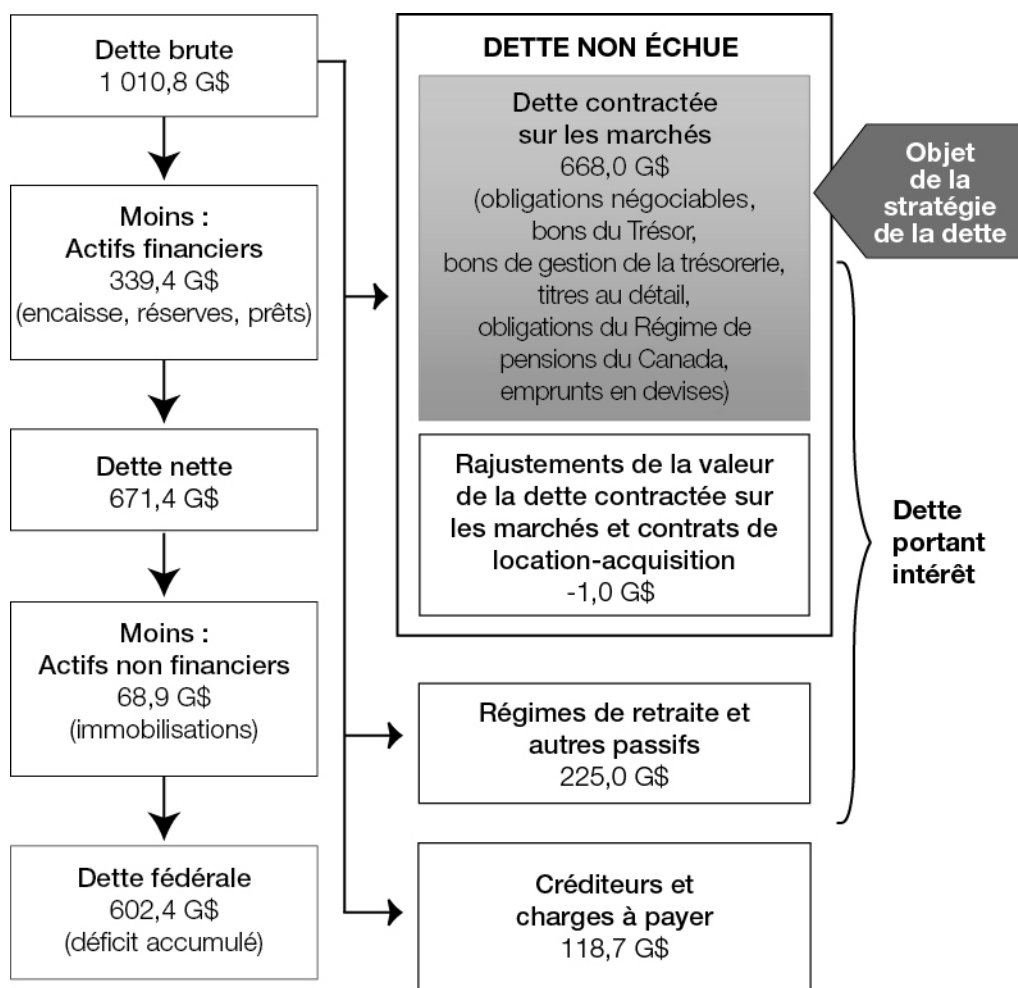 Dette brute
1 010,8 G$
Moins :
Actifs financiers
339,4 G$
(encaisse, réserves, prêts)
Dette nette
671,4 G$
Moins :
Actifs non financiers
68,9 G$
(immobilisations)
Dette fédérale
602,4 G$
(déficit accumulé)
DETTE NON ÉCHUE
Dette contractée
sur les marchés
668,0 G$
(obligations négociables,
bons du Trésor,
bons de gestion de la trésorerie,
titres au détail,
obligations du Régime de
pensions du Canada,
emprunts en devises)
Rajustements de la valeur
de la dette contractée sur
les marchés et contrats de
location-acquisition
-1,0 G$
Régimes de retraite et
autres passifs
225,0 G$
Créditeurs et
charges à payer
118,7 G$
Objet
de la
stratégie
de la dette
Dette
portant
intérêt